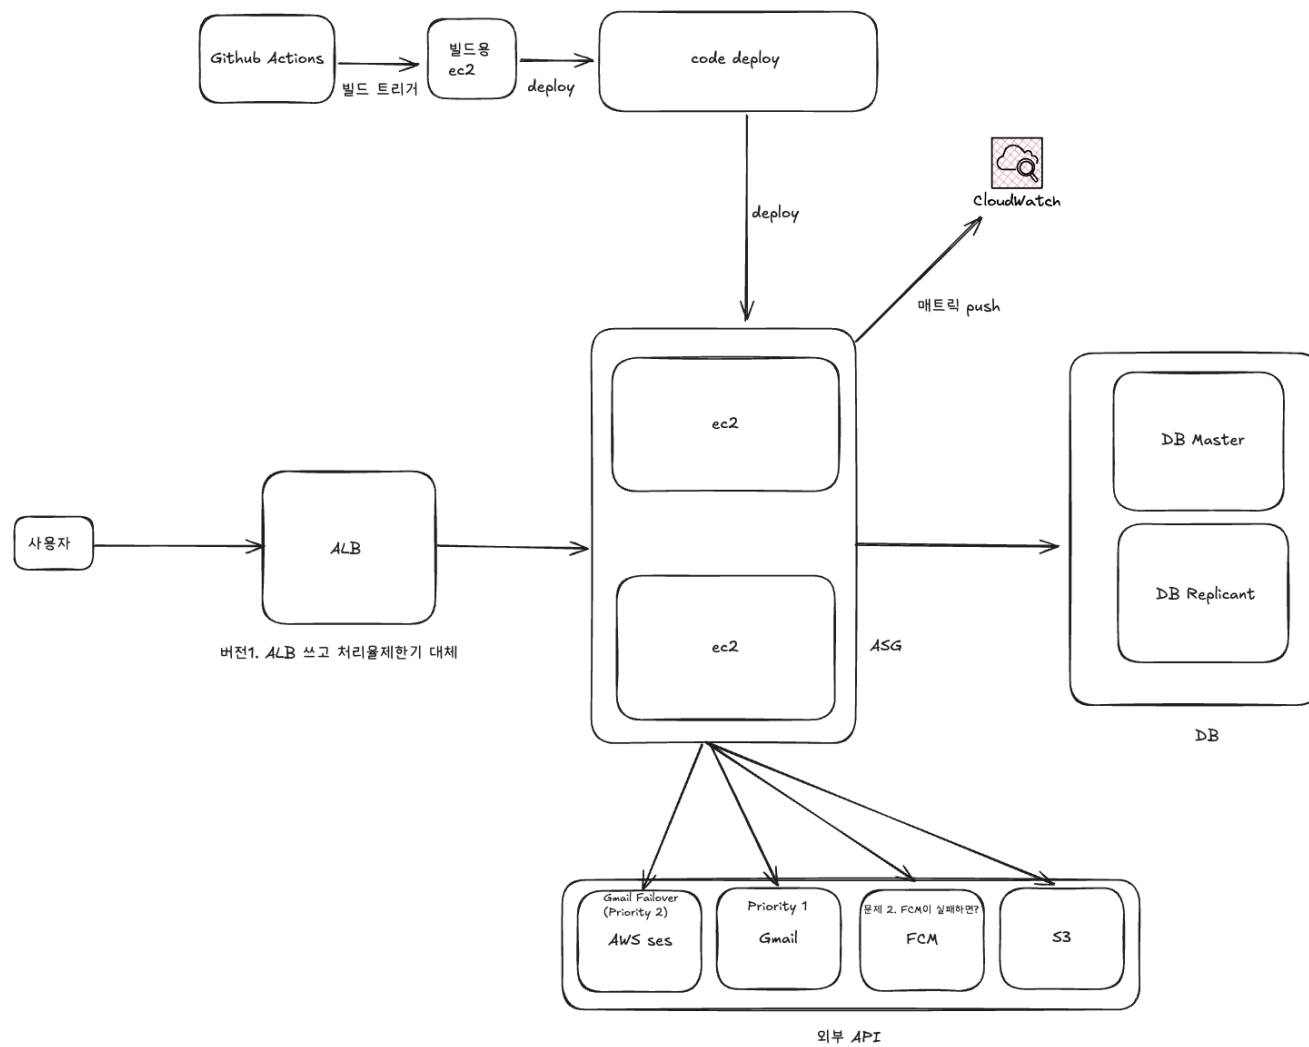 Github Actions
빌드 트리거
빌드용
ec2
deploy
code deploy
deploy
CloudWatch
매트릭 push
사용자
ALB
버전1. ALB 쓰고 처리율제한기 대체
ec2
ec2
ASG
DB Master
DB Replicant
DB
Gmail Failover
(Priority 2)
AWS ses
Priority 1
Gmail
문제 2. FCM이 실패하면?
FCM
S3
외부 API